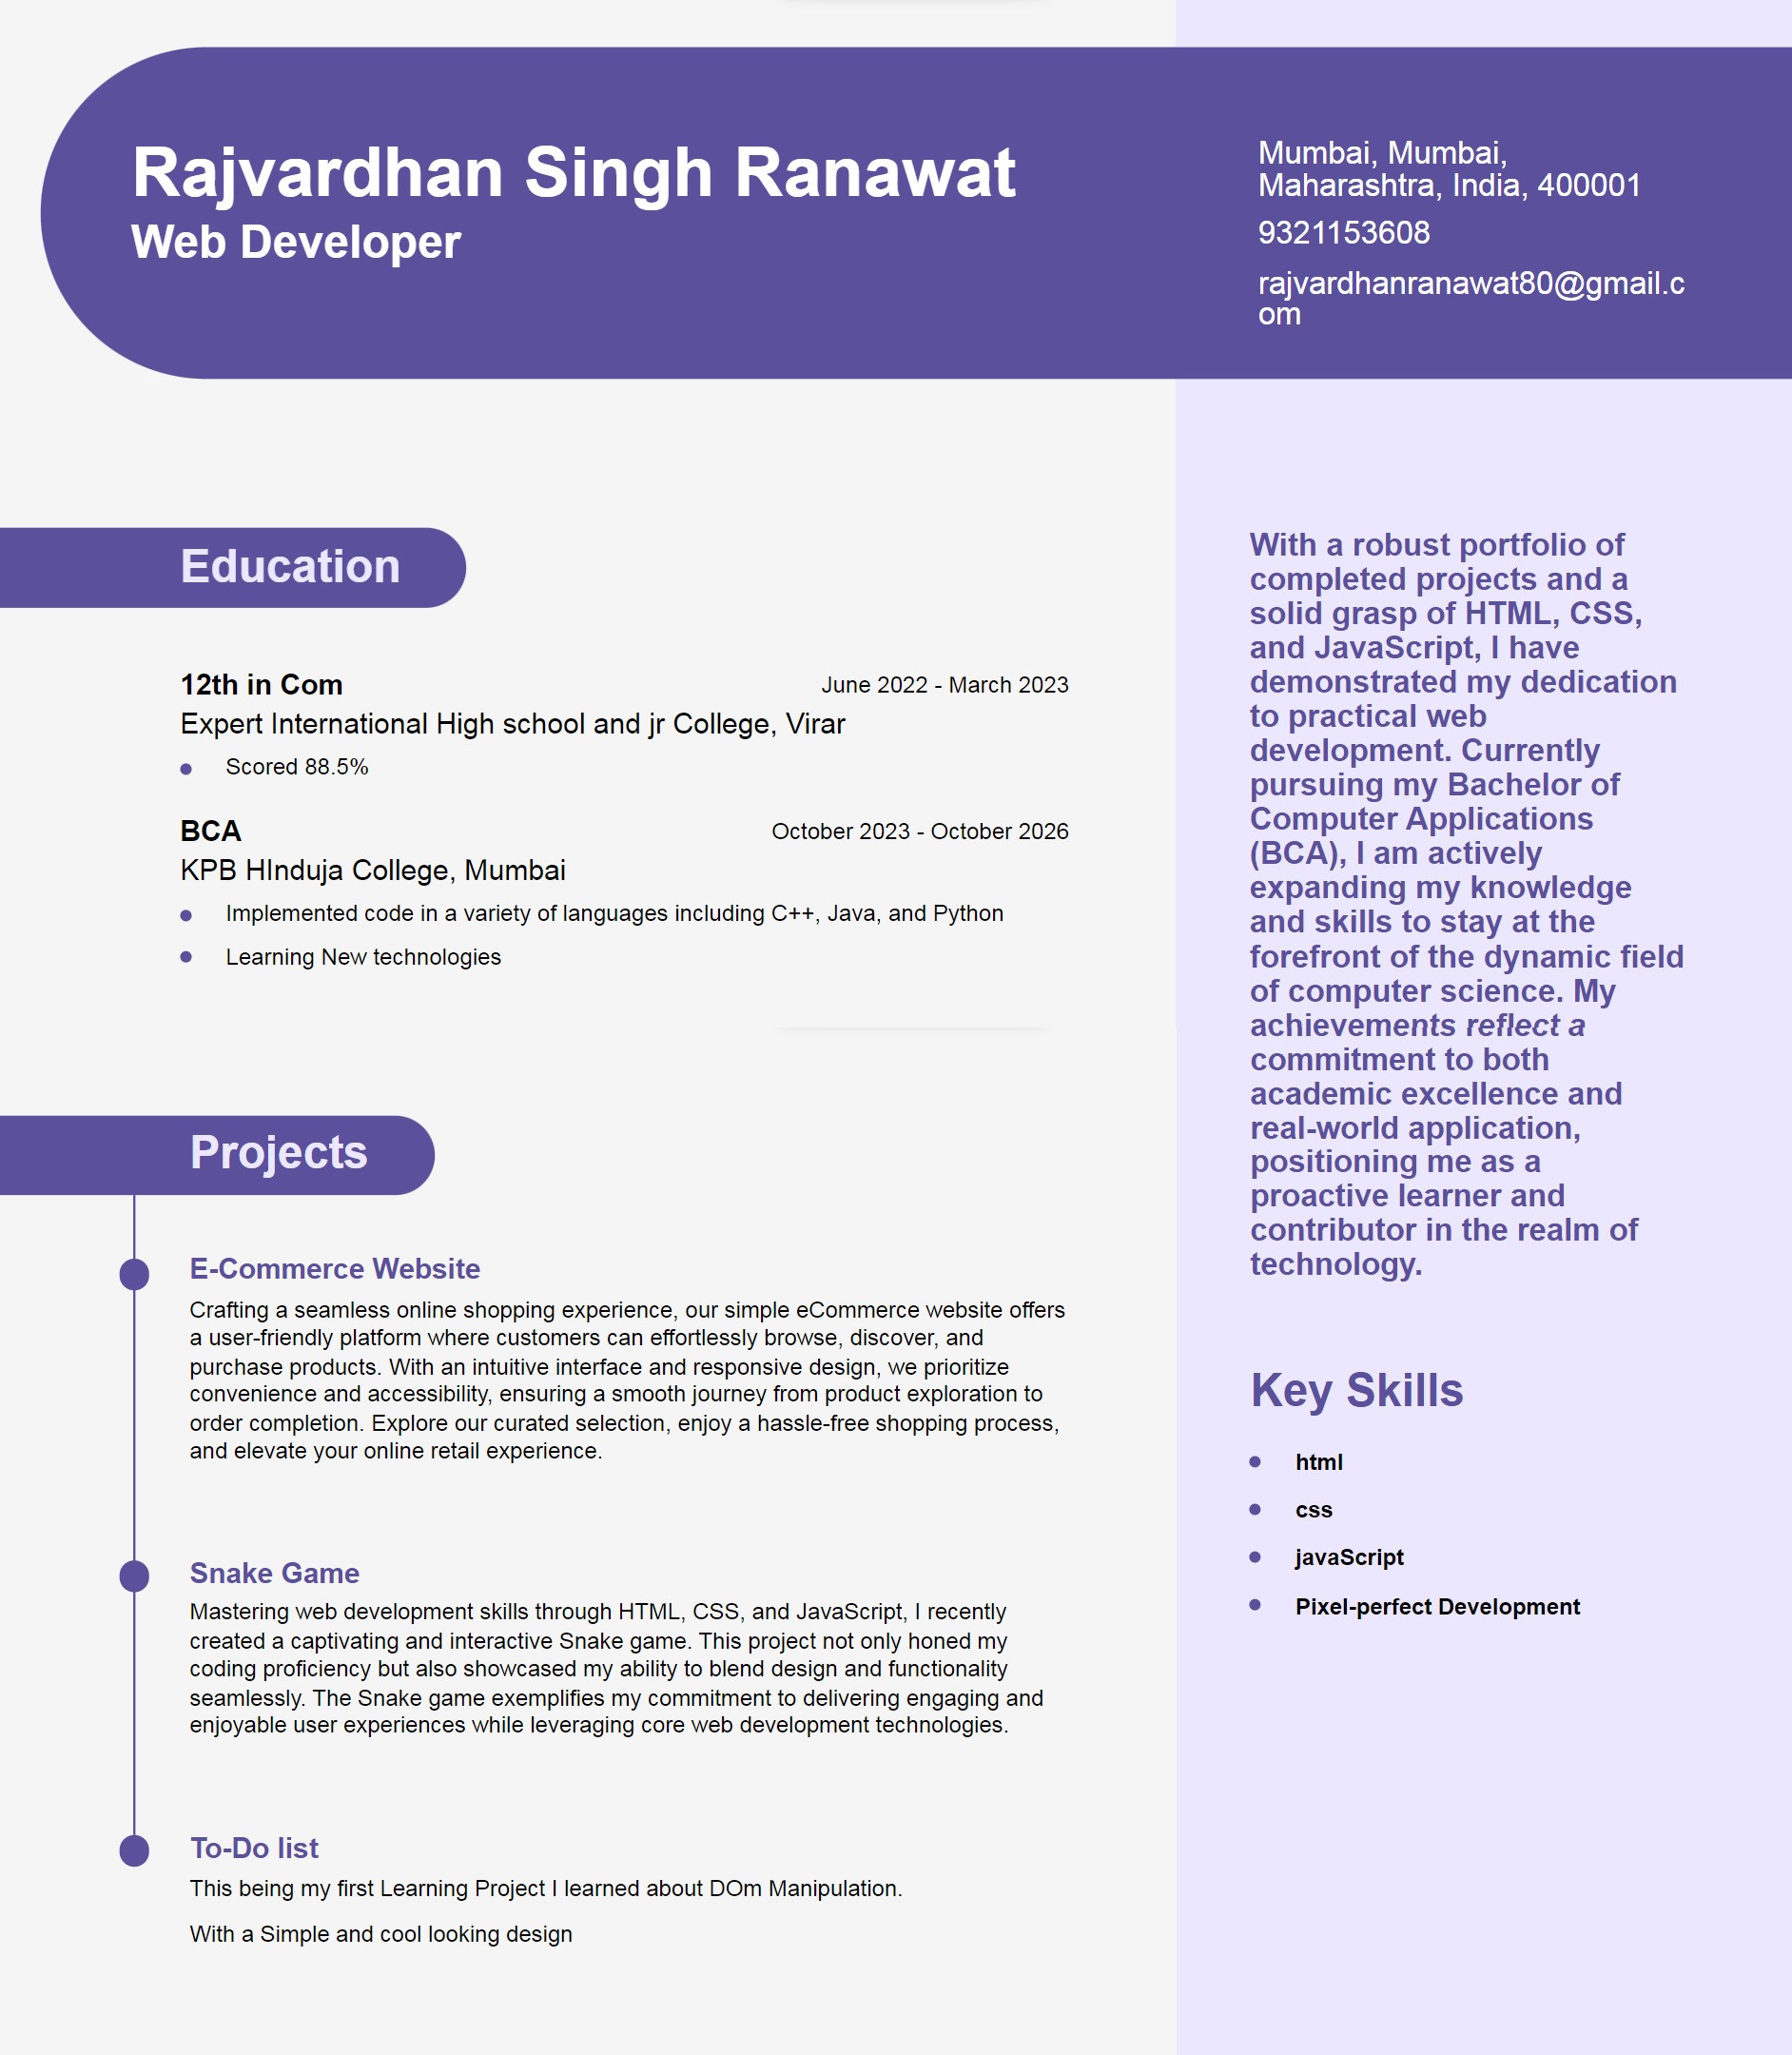 Rajvardhan Singh Ranawat
Web Developer
Mumbai, Mumbai,
Maharashtra, India, 400001
9321153608
rajvardhanranawat80@gmail.c
om
Education
12th in Com
June 2022 - March 2023
Expert International High school and jr College, Virar
Scored 88.5%
BCA
October 2023 - October 2026
KPB HInduja College, Mumbai
Implemented code in a variety of languages including C++, Java, and Python
Learning New technologies
Projects
E-Commerce Website
Crafting a seamless online shopping experience, our simple eCommerce website offers
a user-friendly platform where customers can effortlessly browse, discover, and
purchase products. With an intuitive interface and responsive design, we prioritize
convenience and accessibility, ensuring a smooth journey from product exploration to
order completion. Explore our curated selection, enjoy a hassle-free shopping process,
and elevate your online retail experience.
Snake Game
Mastering web development skills through HTML, CSS, and JavaScript, I recently
created a captivating and interactive Snake game. This project not only honed my
coding proficiency but also showcased my ability to blend design and functionality
seamlessly. The Snake game exemplifies my commitment to delivering engaging and
enjoyable user experiences while leveraging core web development technologies.
To-Do list
This being my first Learning Project I learned about DOm Manipulation.
With a Simple and cool looking design
With a robust portfolio of
completed projects and a
solid grasp of HTML, CSS,
and JavaScript, I have
demonstrated my dedication
to practical web
development. Currently
pursuing my Bachelor of
Computer Applications
(BCA), I am actively
expanding my knowledge
and skills to stay at the
forefront of the dynamic field
of computer science. My
achievements reflect a
commitment to both
academic excellence and
real-world application,
positioning me as a
proactive learner and
contributor in the realm of
technology.
Key Skills
html
css
javaScript
Pixel-perfect Development